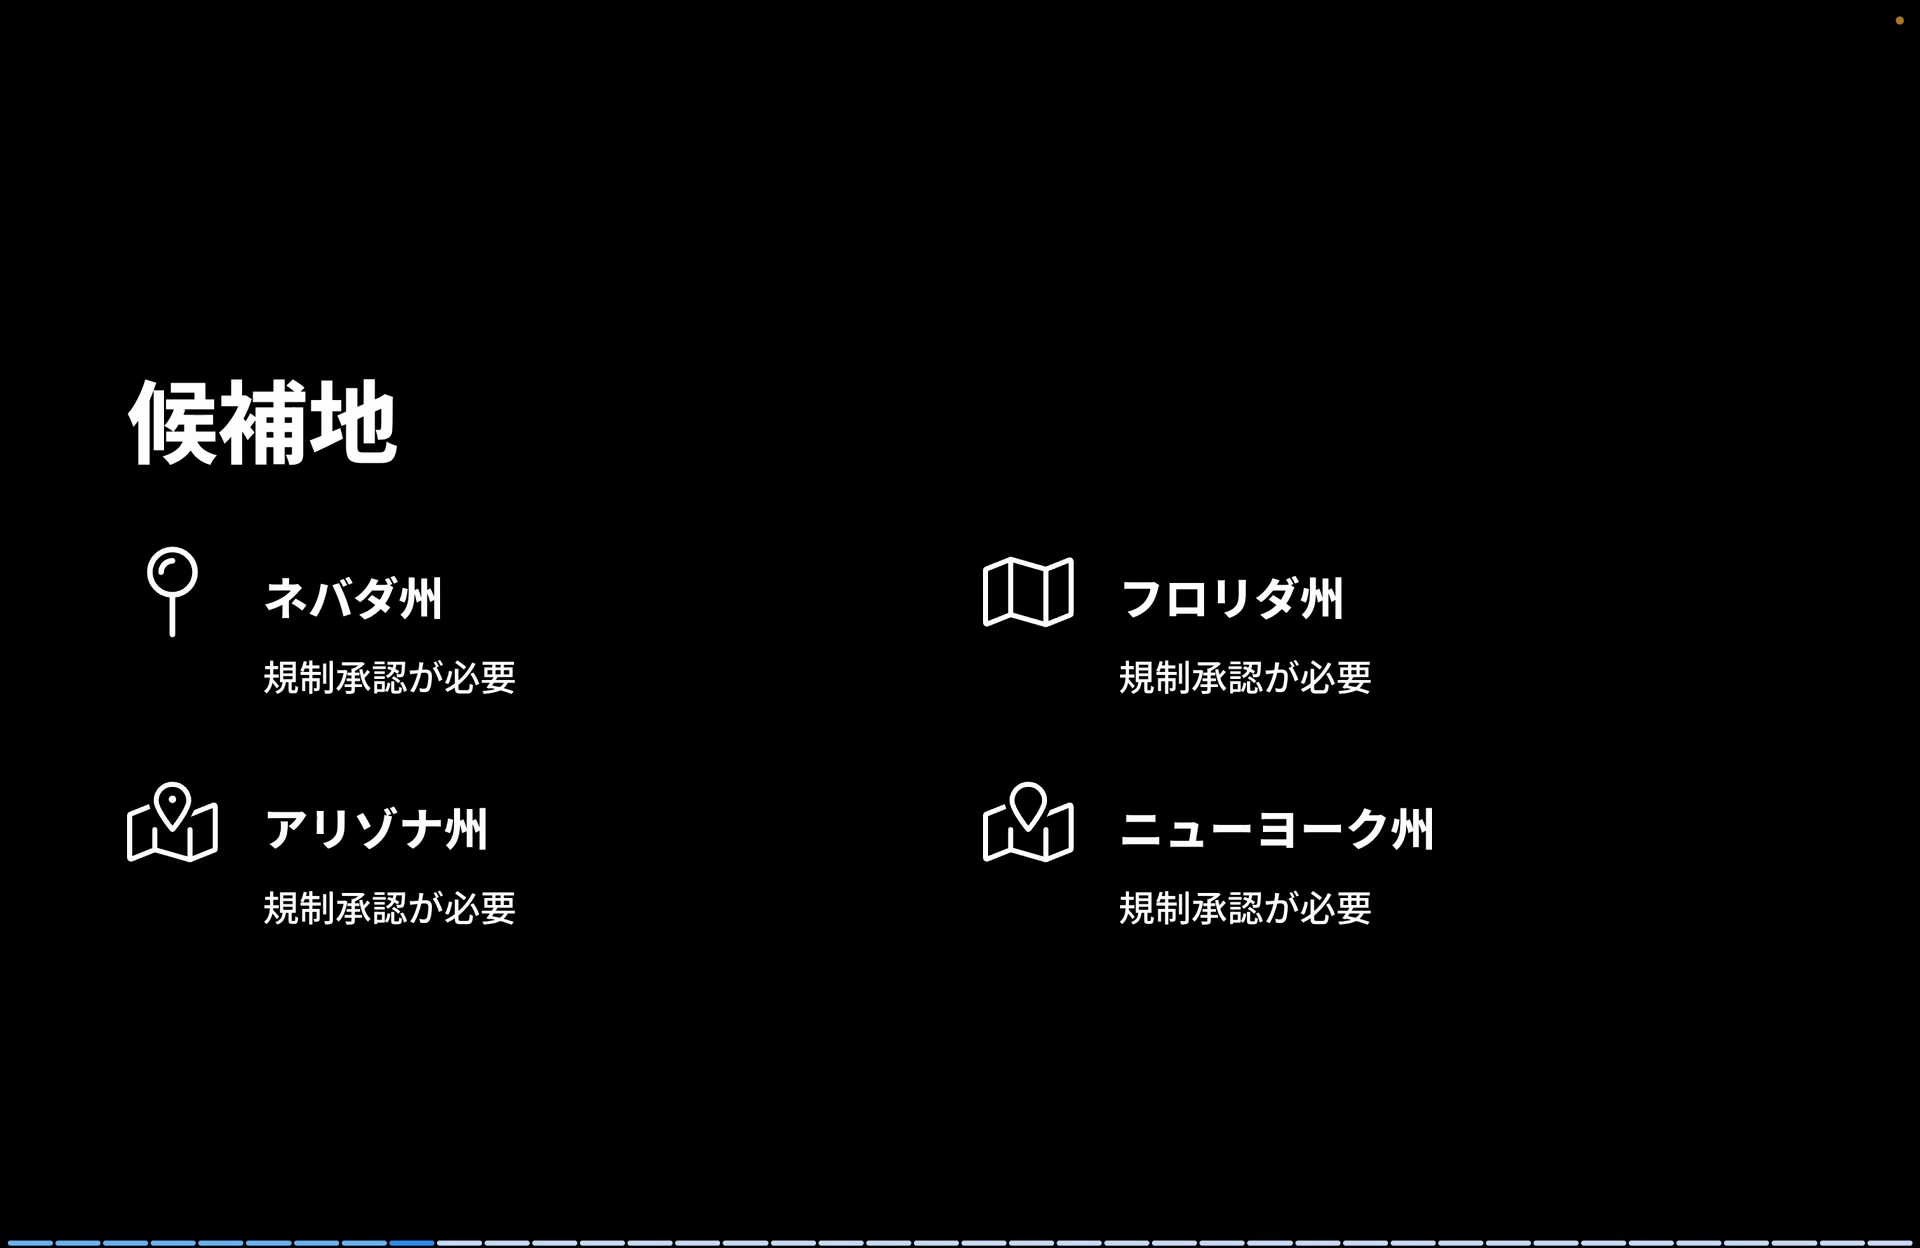 候補地
ネバダ州
規制承認が必要
フロリダ州
規制承認が必要
アリゾナ州
規制承認が必要
ニューヨーク州
規制承認が必要